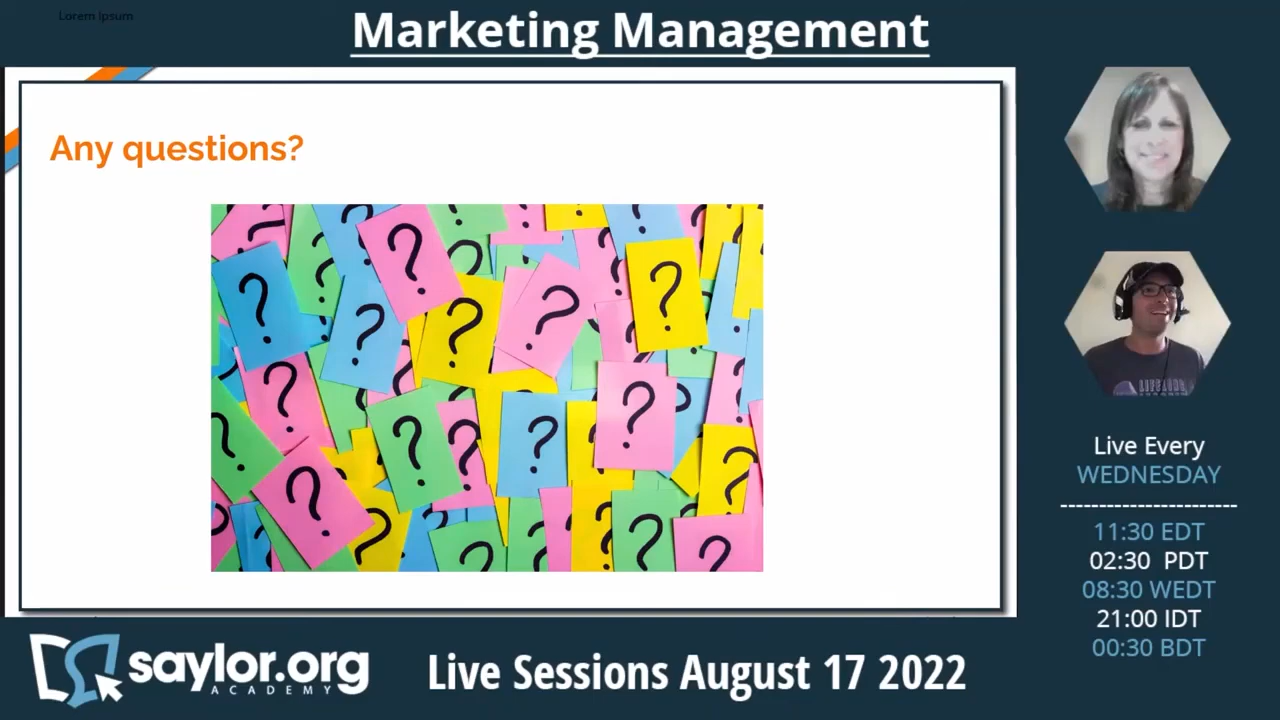 Lorem Ipsum
Marketing Management
Any questions?
Live Every
WEDNESDAY
11:30 EDT
02:30 PDT
08:30 WEDT
21:00 IDT
00:30 BDT
saylor.org
ACADEMY
Live Sessions August 17 2022